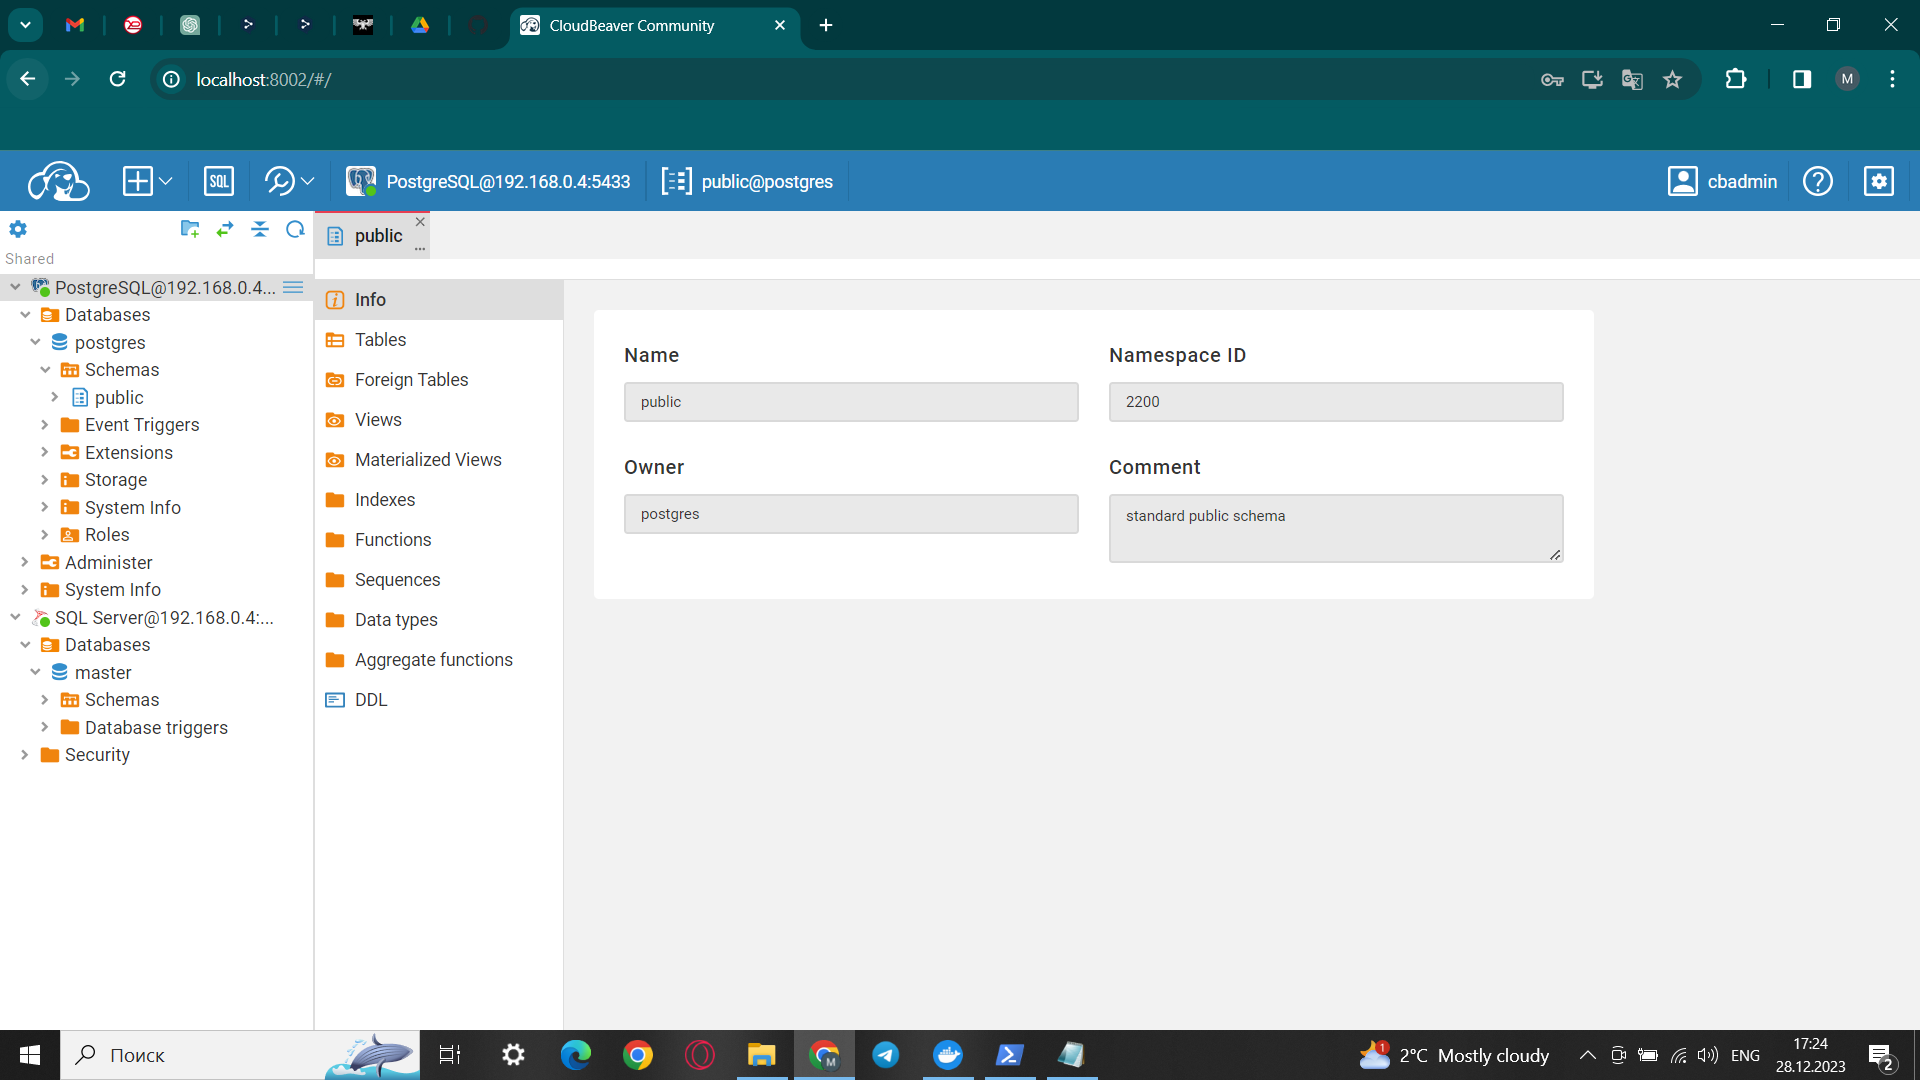 CloudBeaver Community
localhost:8002/#/
M
SQL
PostgreSQL@192.168.0.4:5433
public@postgres
cbadmin
Shared
public
PostgreSQL@192.168.0.4...
Databases
postgres
Schemas
public
Event Triggers
Extensions
Storage
System Info
Roles
Administer
System Info
SQL Server@192.168.0.4:...
Databases
master
Schemas
Database triggers
Security
Info
Tables
Foreign Tables
Views
Materialized Views
Indexes
Functions
Sequences
Data types
Aggregate functions
DDL
Name
public
Namespace ID
2200
Owner
postgres
Comment
standard public schema
Поиск
M
1
2°C Mostly cloudy
ENG
17:24
28.12.2023
2